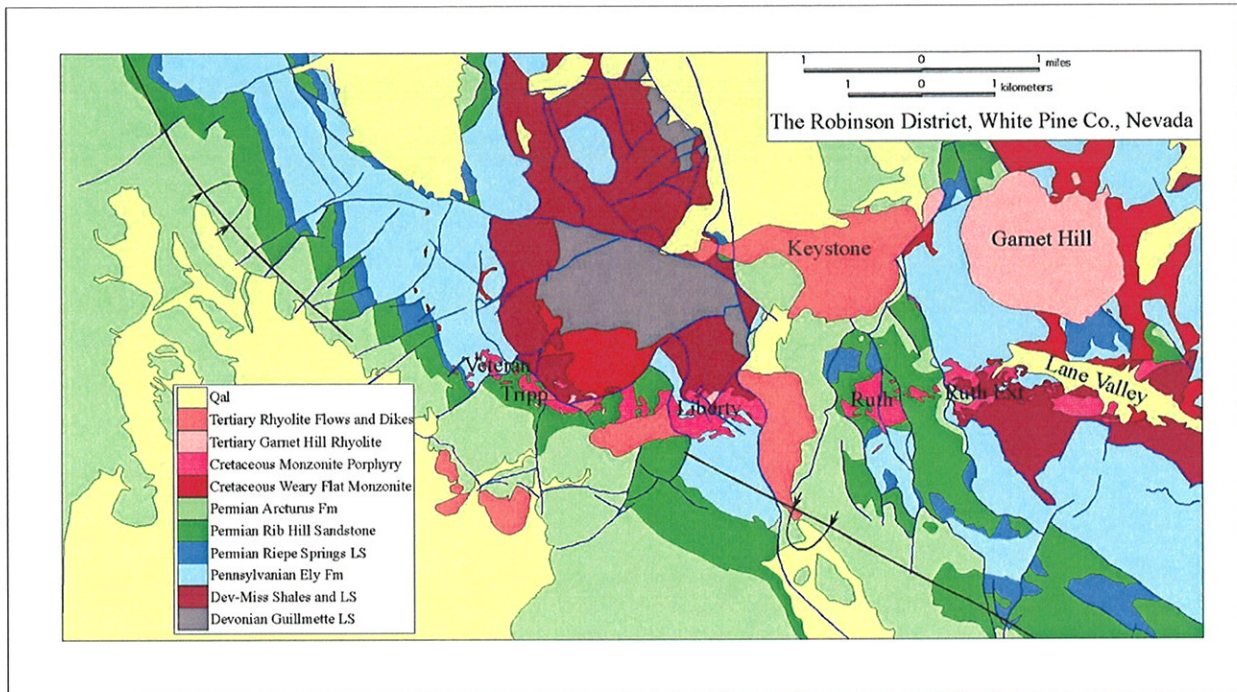 1 0 1 miles
1 0 1 kilometers
The Robinson District, White Pine Co., Nevada
Keystone
Garnet Hill
Veteran
Tripp
Liberty
Ruth
Ruth Ext
Lane Valley
Qal
Tertiary Rhyolite Flows and Dikes
Tertiary Garnet Hill Rhyolite
Cretaceous Monzonite Porphyry
Cretaceous Weary Flat Monzonite
Permian Arcturus Fm
Permian Rib Hill Sandstone
Permian Riepe Springs LS
Pennsylvanian Ely Fm
Dev-Miss Shales and LS
Devonian Guillmette LS